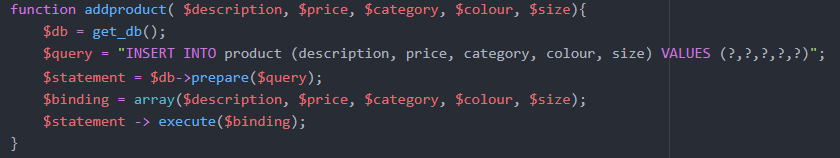 function addproduct( $description, $price, $category, $colour, $size){
$db = get_db();
$query = "INSERT INTO product (description, price, category, colour, size) VALUES (?,?,?,?,?)";
$statement = $db->prepare($query);
$binding = array($description, $price, $category, $colour, $size);
$statement -> execute($binding);
}